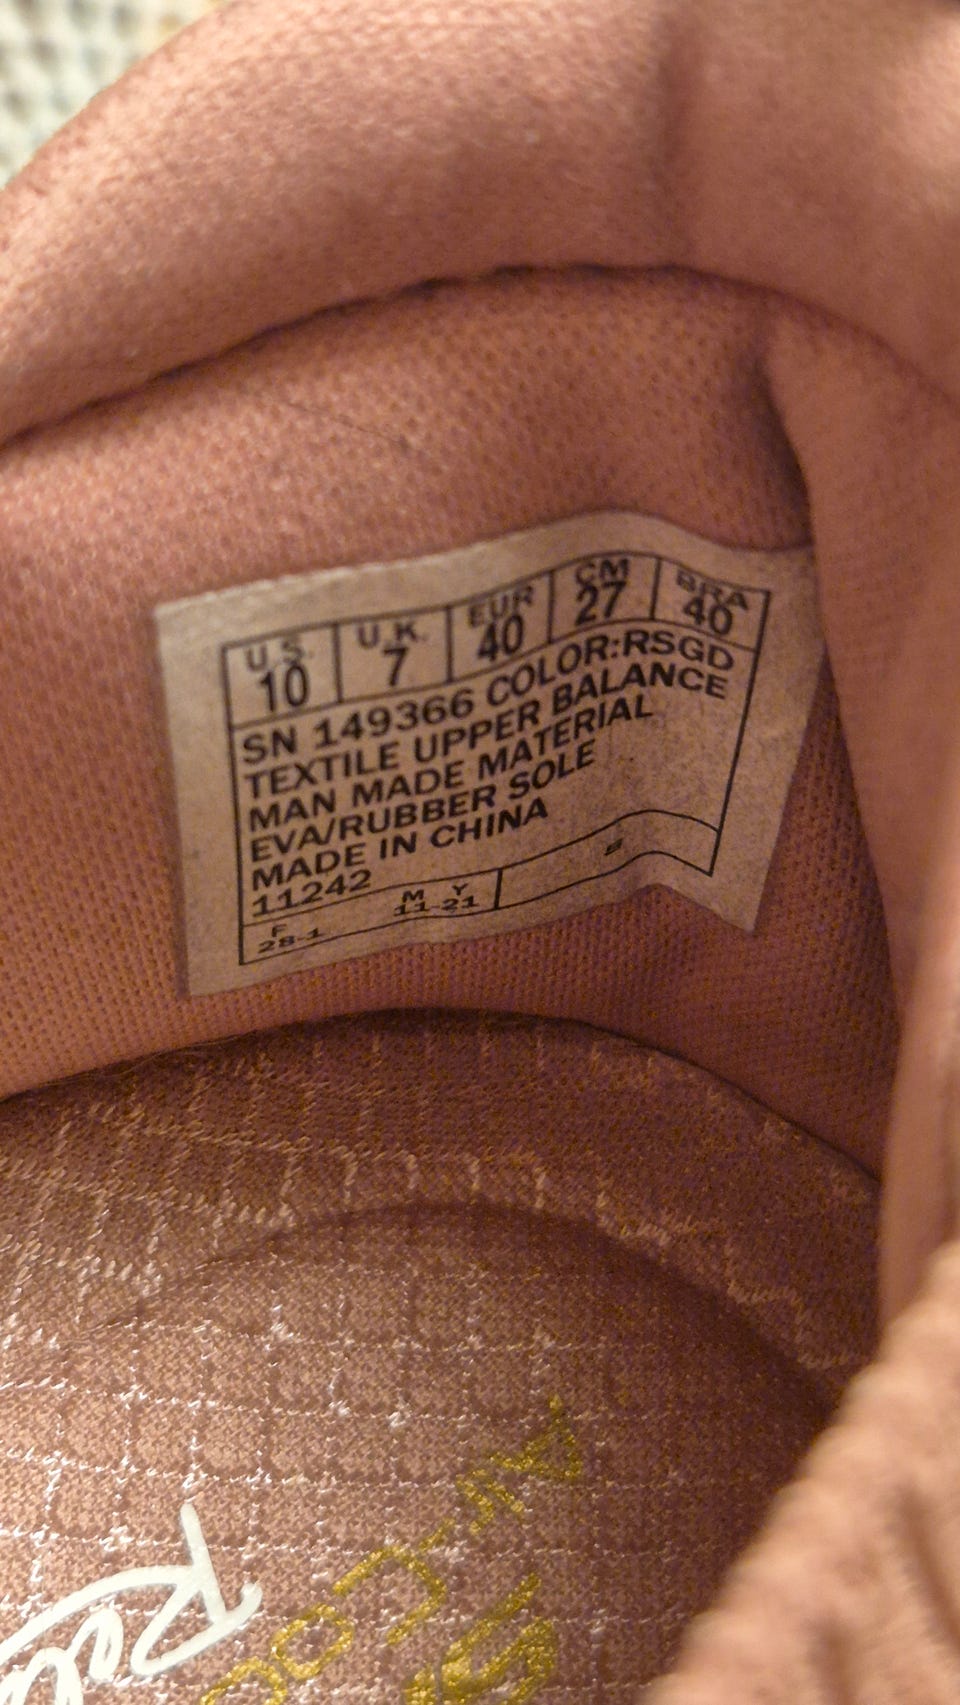 U.S. U.K. EUR CM BRA
10 7 40 27 40
SN 149366 COLOR:RSGD
TEXTILE UPPER BALANCE
MAN MADE MATERIAL
EVA/RUBBER SOLE
MADE IN CHINA
11242
F M Y
28-1 11-21